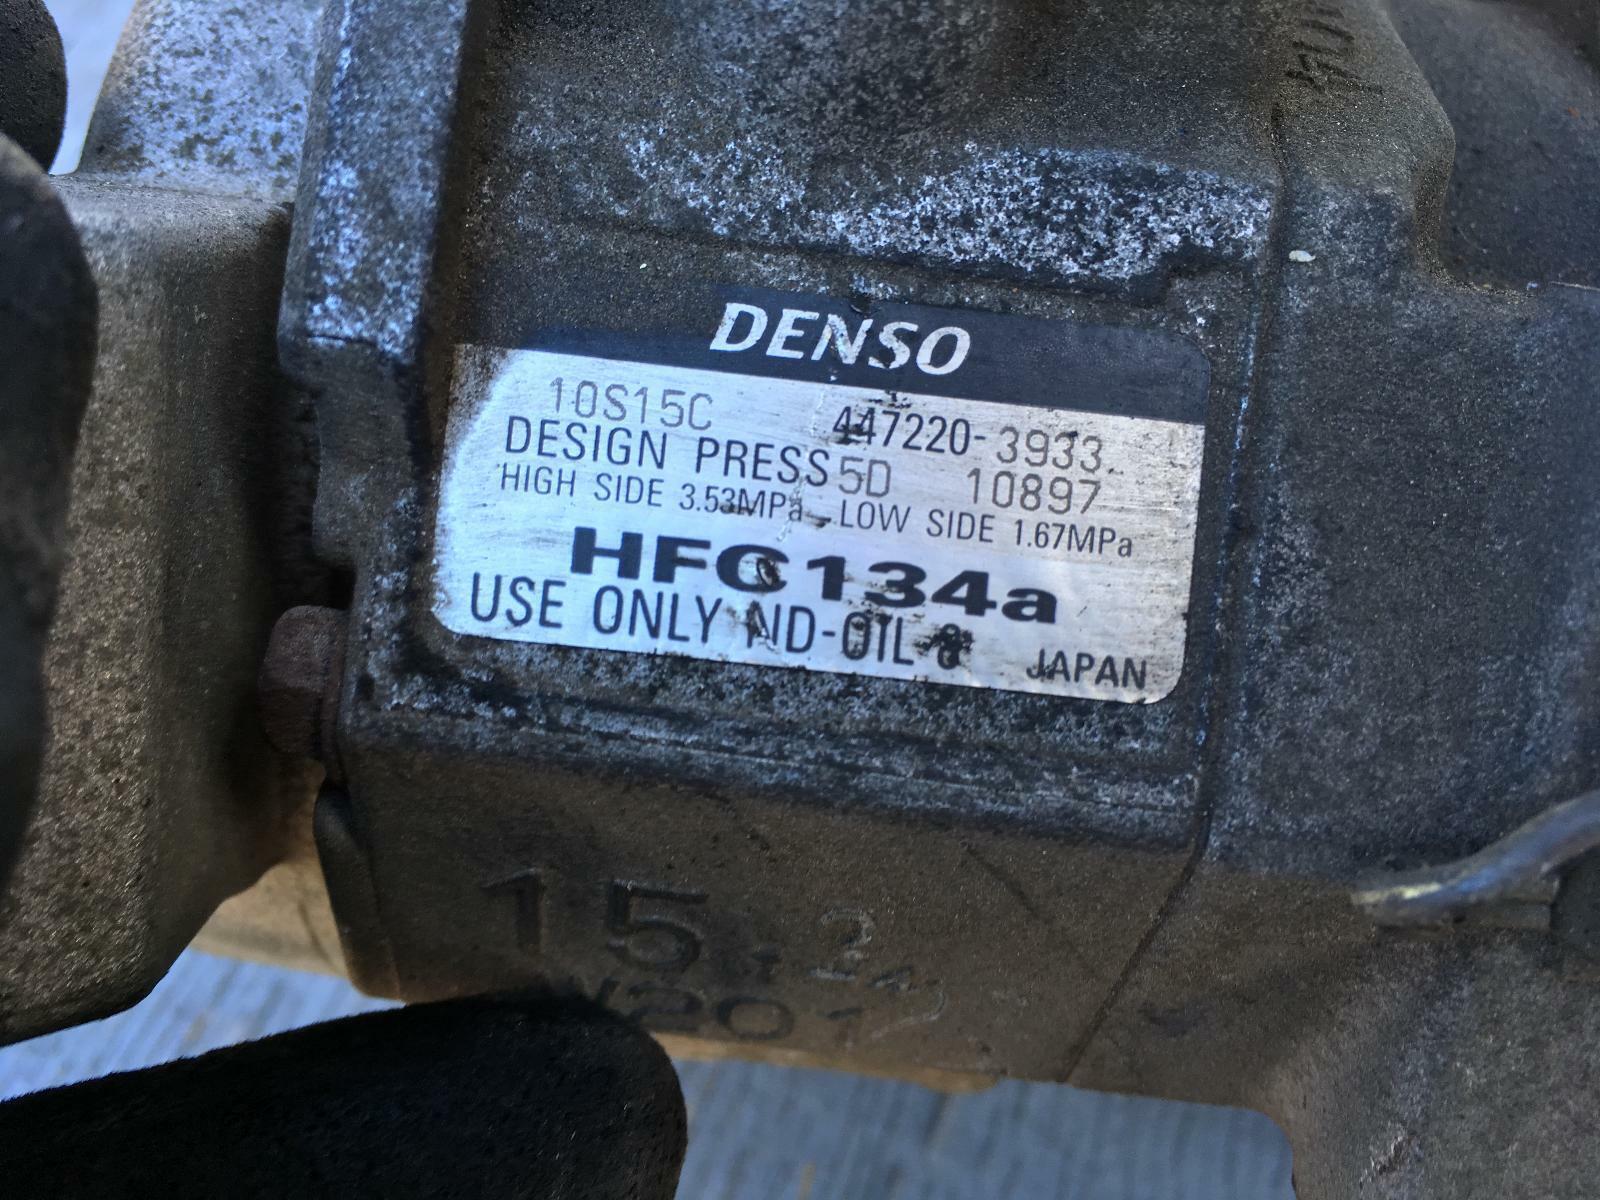 DENSO
10S15C 447220-3933
DESIGN PRESS 5D 10897
HIGH SIDE 3.53MPa LOW SIDE 1.67MPa
HFC134a
USE ONLY ND-OIL 8 JAPAN
15